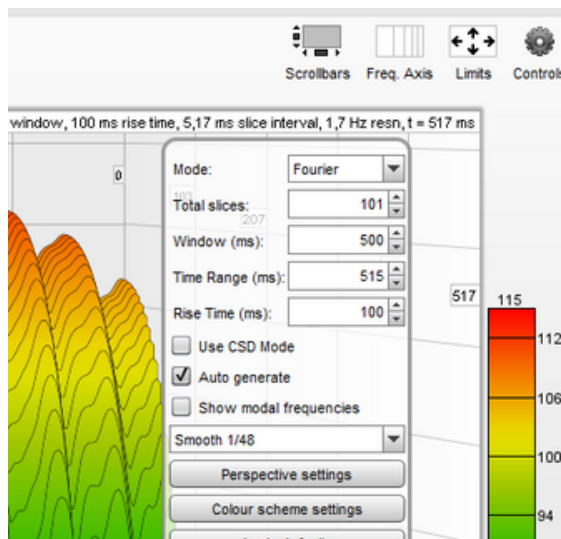 Scrollbars Freq. Axis Limits Controls
window, 100 ms rise time, 5,17 ms slice interval, 1,7 Hz resn, t = 517 ms
0
Mode: Fourier
103
Total slices: 101
207
Window (ms): 500
Time Range (ms): 515
517
115
Rise Time (ms): 100
112
Use CSD Mode
Auto generate
106
Show modal frequencies
Smooth 1/48
100
Perspective settings
Colour scheme settings
94